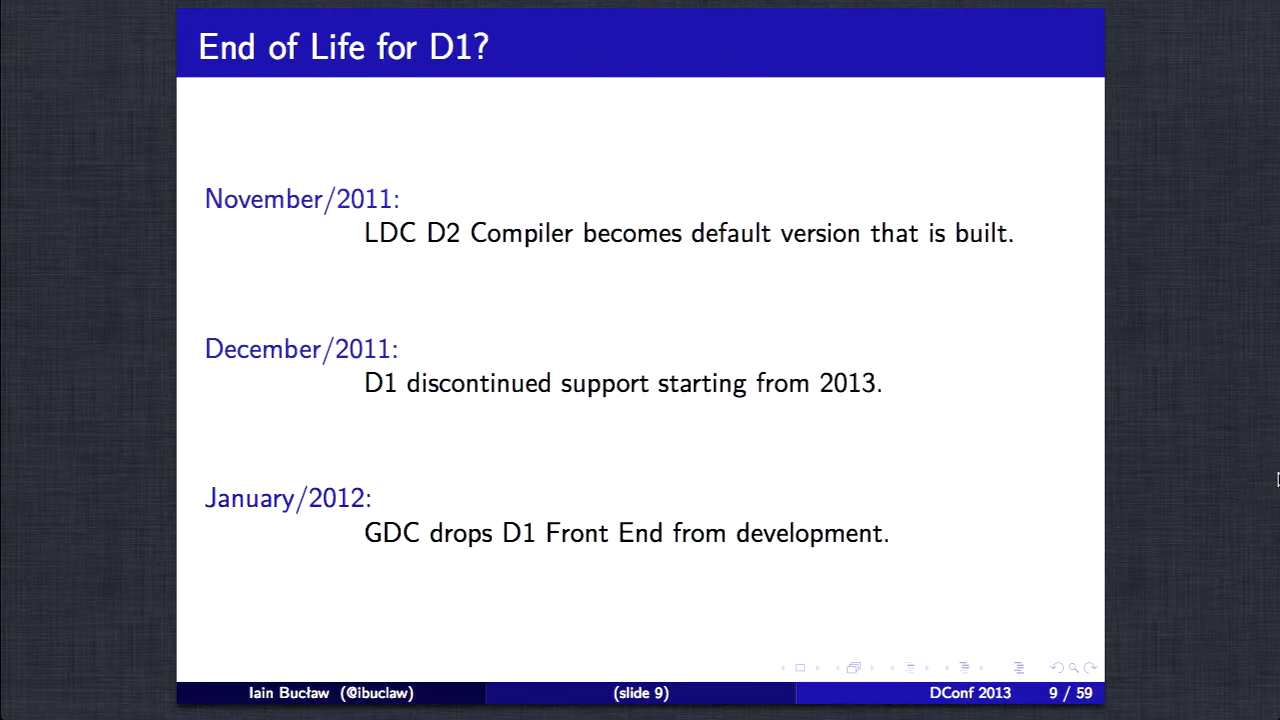 End of Life for D1?
November/2011:
LDC D2 Compiler becomes default version that is built.
December/2011:
D1 discontinued support starting from 2013.
January/2012:
GDC drops D1 Front End from development.
Iain Bucław (@ibuclaw)
(slide 9)
DConf 2013
9 / 59